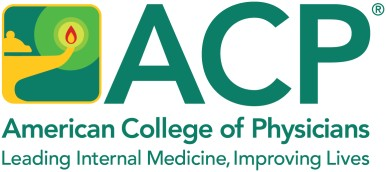 ACP®
American College of Physicians
Leading Internal Medicine, Improving Lives